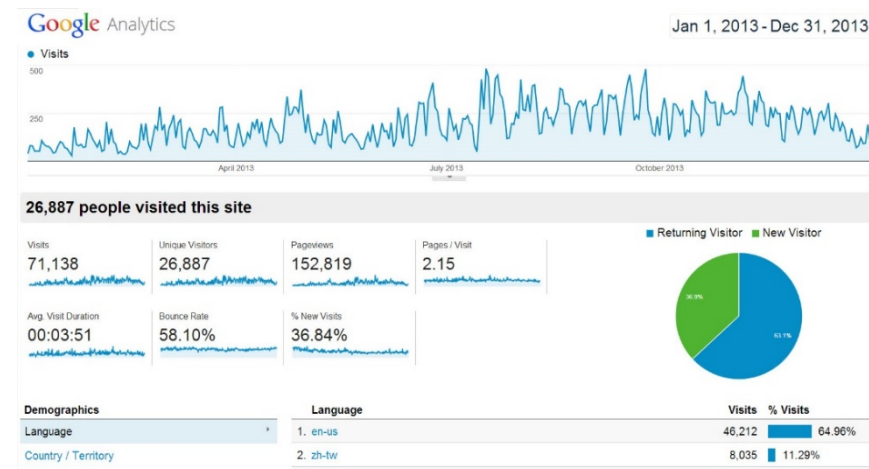 Google Analytics
Jan 1, 2013 - Dec 31, 2013
Visits
500
250
April 2013
July 2013
October 2013
26,887 people visited this site
Returning Visitor
New Visitor
Visits
71,138
Unique Visitors
26,887
Pageviews
152,819
Pages / Visit
2.15
Avg. Visit Duration
00:03:51
Bounce Rate
58.10%
% New Visits
36.84%
36.9%
63.1%
Demographics
Language
Country / Territory
Language Visits % Visits
1. en-us 46,212 64.96%
2. zh-tw 8,035 11.29%